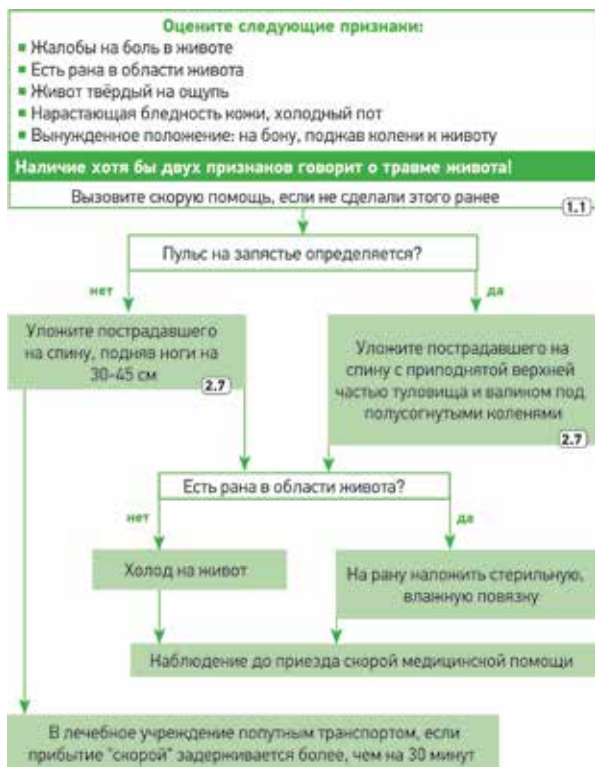 Оцените следующие признаки:
▪ Жалобы на боль в животе
▪ Есть рана в области живота
▪ Живот твёрдый на ощупь
▪ Нарастающая бледность кожи, холодный пот
▪ Вынужденное положение: на боку, поджав колени к животу
Наличие хотя бы двух признаков говорит о травме живота!
Вызовите скорую помощь, если не сделали этого ранее
1.1
Пульс на запястье определяется?
нет
да
Уложите пострадавшего
на спину, подняв ноги на
30-45 см
2.7
Уложите пострадавшего на
спину с приподнятой верхней
частью туловища и валиком под
полусогнутыми коленями
2.7
Есть рана в области живота?
нет
да
Холод на живот
На рану наложить стерильную,
влажную повязку
Наблюдение до приезда скорой медицинской помощи
В лечебное учреждение попутным транспортом, если
прибытие "скорой" задерживается более, чем на 30 минут